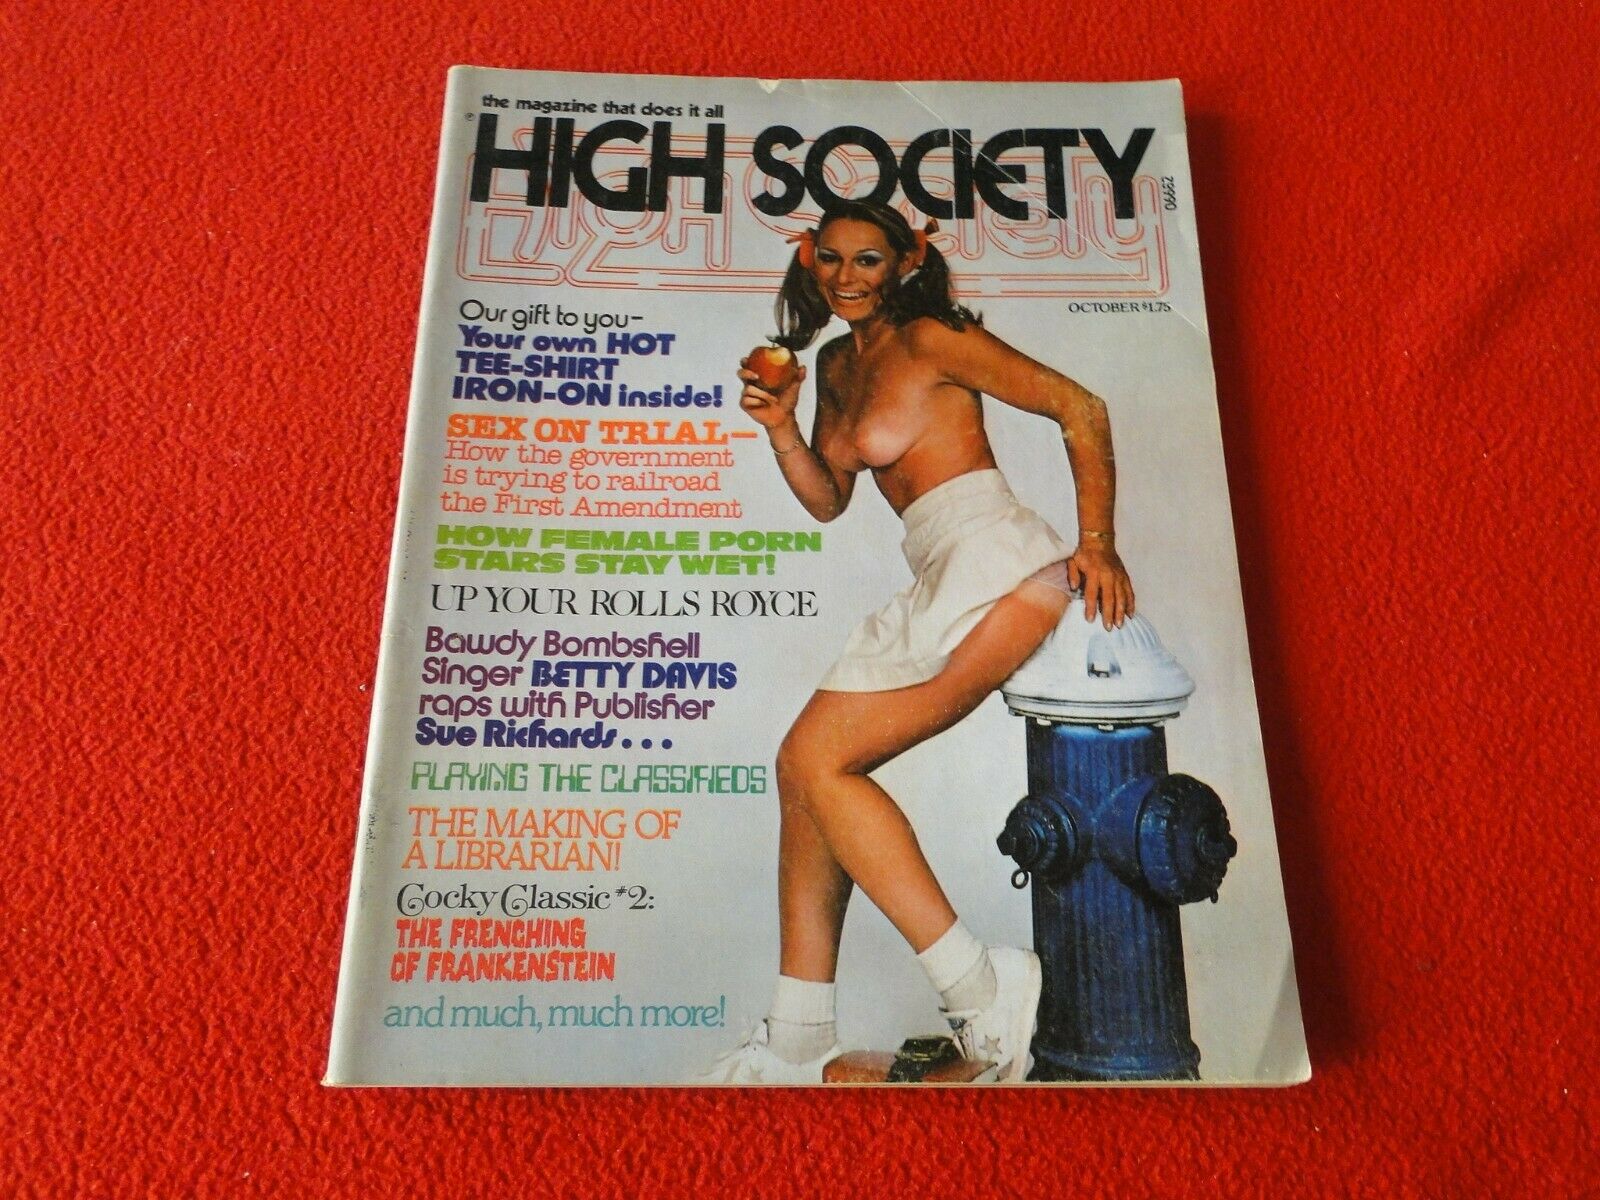 the magazine that does it all
HIGH SOCIETY
High Society
06662
OCTOBER $1.75
Our gift to you–
Your own HOT
TEE-SHIRT
IRON-ON inside!
SEX ON TRIAL—
How the government
is trying to railroad
the First Amendment
HOW FEMALE PORN
STARS STAY WET!
UP YOUR ROLLS ROYCE
Bawdy Bombshell
Singer BETTY DAVIS
raps with Publisher
Sue Richards...
PLAYING THE CLASSIFIEDS
THE MAKING OF
A LIBRARIAN!
Cocky Classic #2:
THE FRENCHING
OF FRANKENSTEIN
and much, much more!